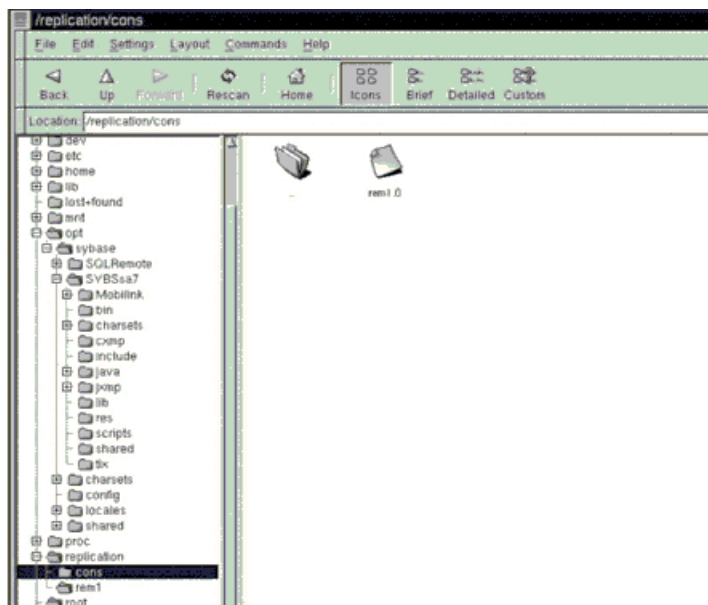 /replication/cons
File Edit Settings Layout Commands Help
Back Up Forward Rescan Home Icons Brief Detailed Custom
Location: /replication/cons
dev
etc
home
lib
lost+found
mnt
opt
sybase
SQLRemote
SYBSsa7
Mobilink
bin
charsets
cxmp
include
java
jxmp
lib
res
scripts
shared
tix
charsets
config
locales
shared
proc
replication
cons
rem1
root
..
rem1.0